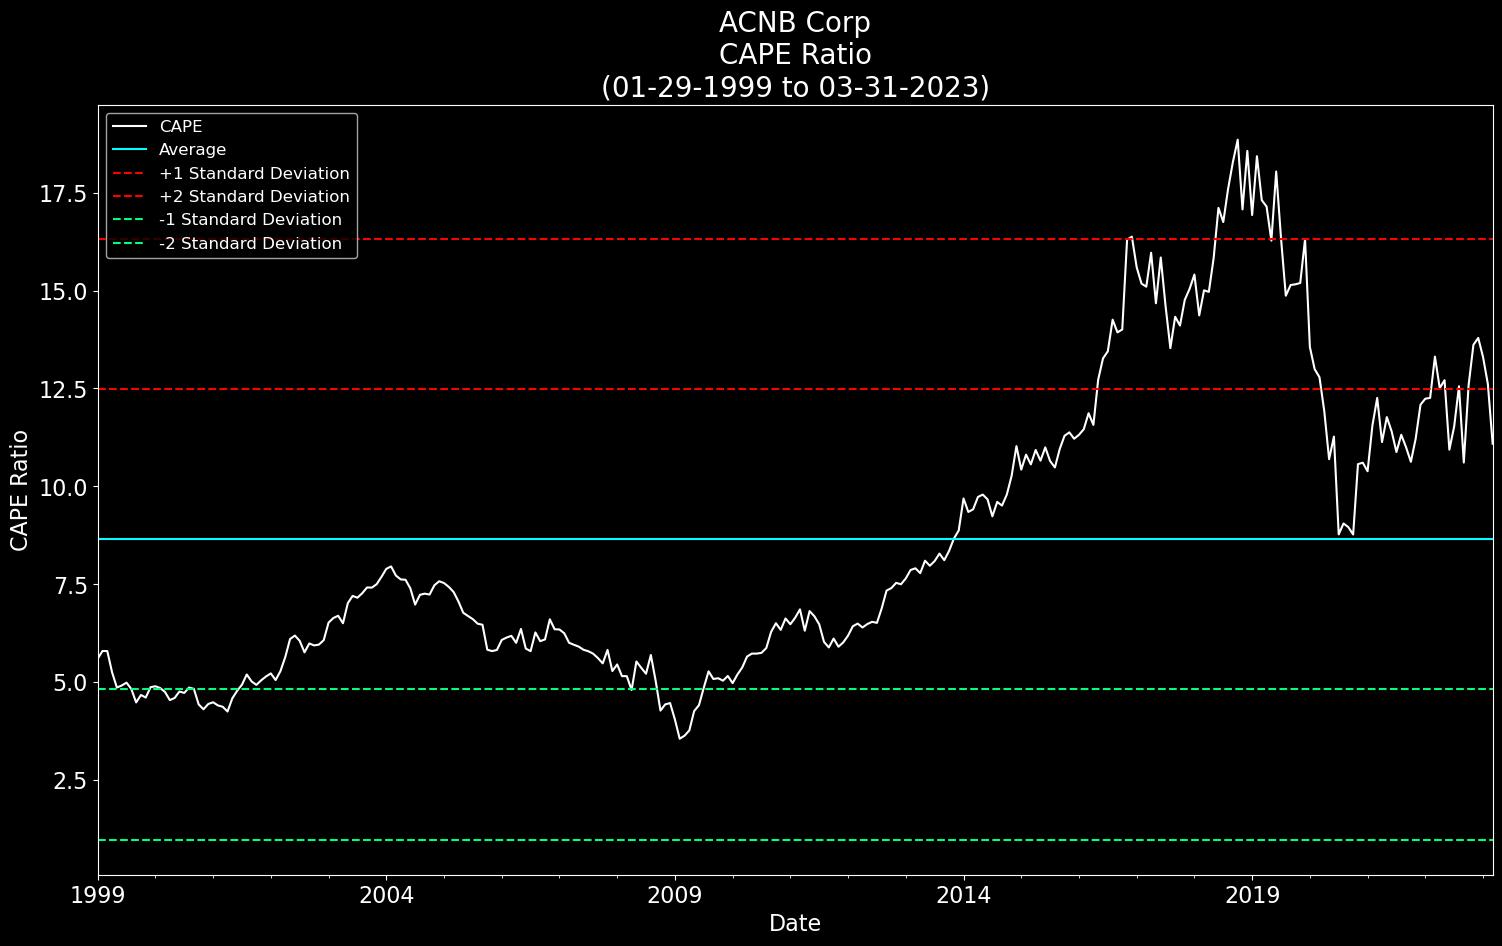 ACNB Corp
CAPE Ratio
(01-29-1999 to 03-31-2023)
CAPE
Average
+1 Standard Deviation
+2 Standard Deviation
-1 Standard Deviation
-2 Standard Deviation
CAPE Ratio
17.5
15.0
12.5
10.0
7.5
5.0
2.5
1999 2004 2009 2014 2019
Date